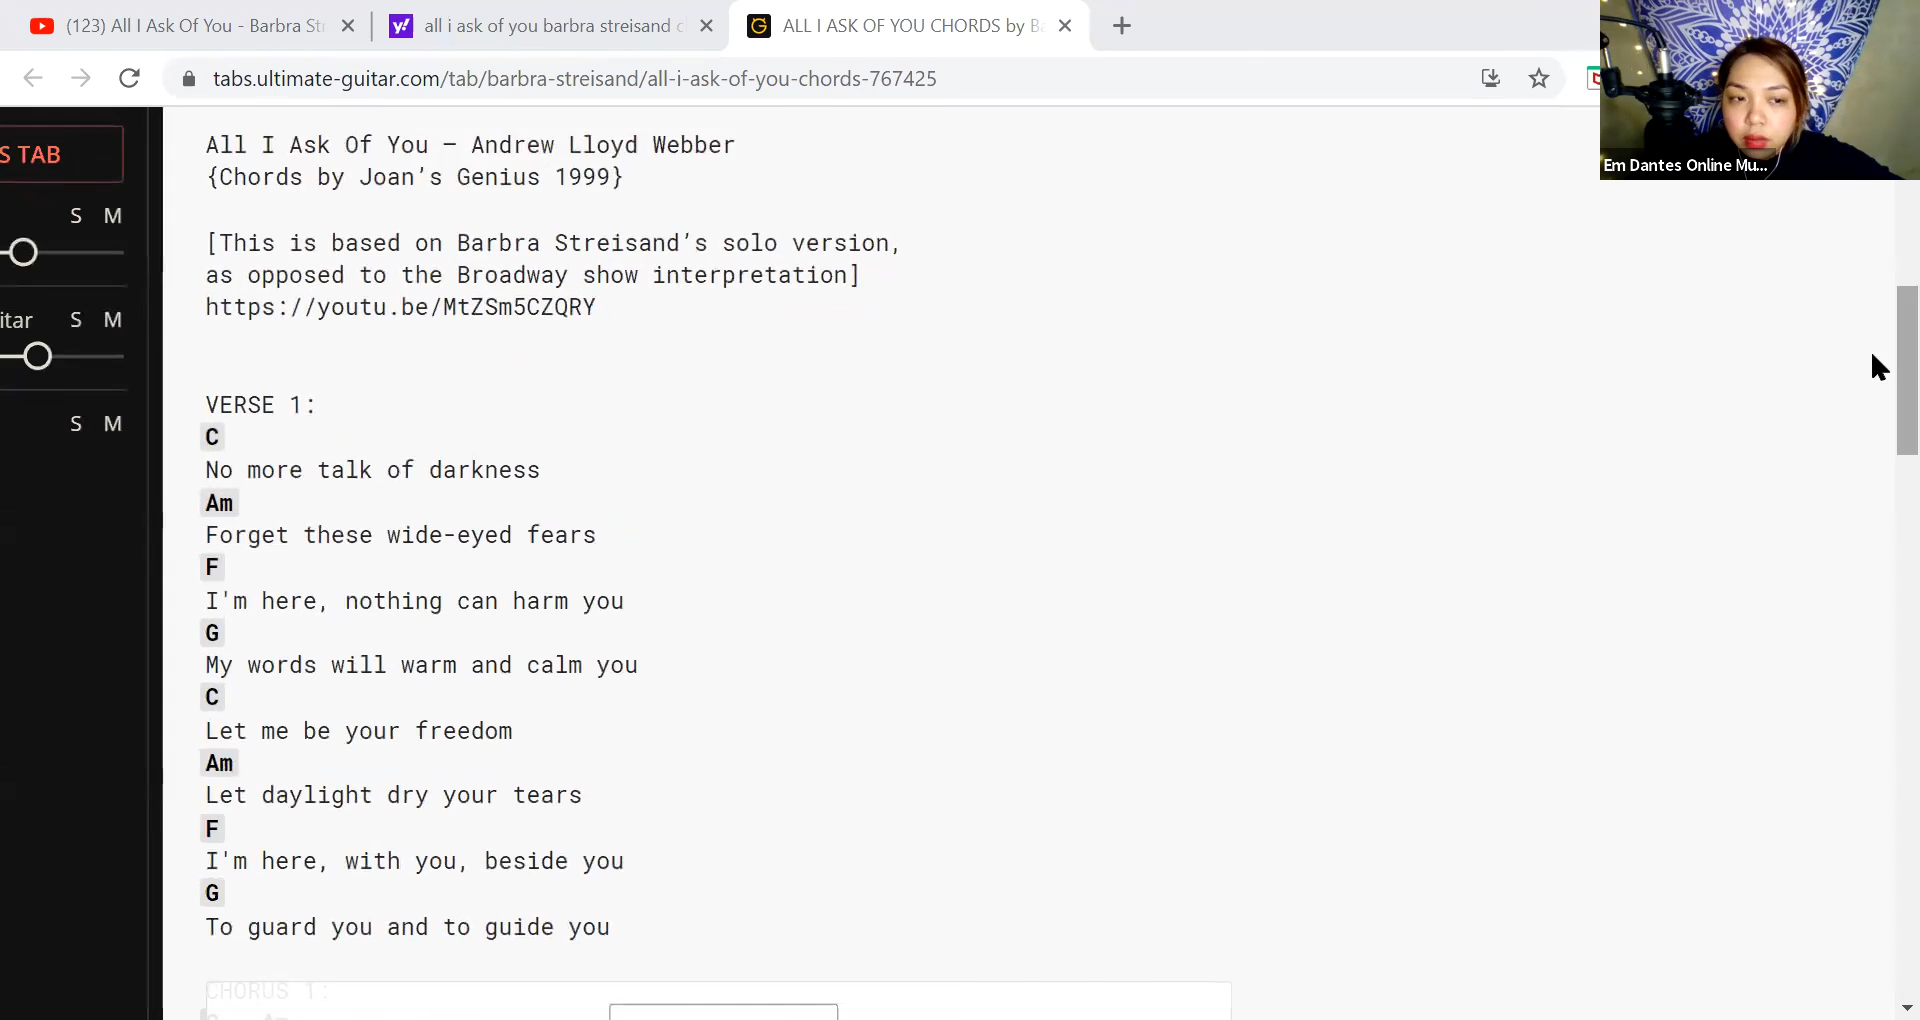 (123) All I Ask Of You - Barbra Str
all i ask of you barbra streisand c
ALL I ASK OF YOU CHORDS by Ba
tabs.ultimate-guitar.com/tab/barbra-streisand/all-i-ask-of-you-chords-767425
Em Dantes Online Mu...
S TAB
S M
itar S M
S M
All I Ask Of You – Andrew Lloyd Webber
{Chords by Joan’s Genius 1999}
[This is based on Barbra Streisand’s solo version,
as opposed to the Broadway show interpretation]
https://youtu.be/MtZSm5CZQRY
VERSE 1:
C
No more talk of darkness
Am
Forget these wide-eyed fears
F
I'm here, nothing can harm you
G
My words will warm and calm you
C
Let me be your freedom
Am
Let daylight dry your tears
F
I'm here, with you, beside you
G
To guard you and to guide you
CHORUS 1: